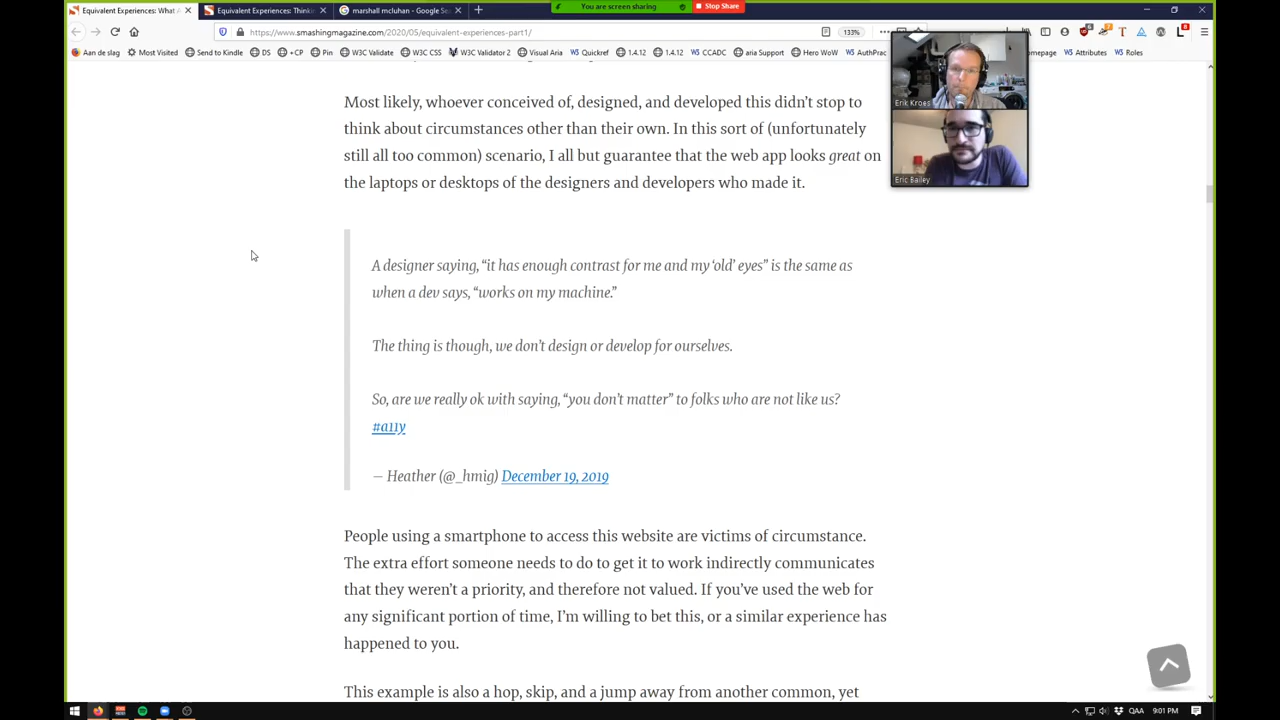 Equivalent Experiences: What A
Equivalent Experiences: Thinkin
marshall mcluhan - Google Se
You are screen sharing
Stop Share
https://www.smashingmagazine.com/2020/05/equivalent-experiences-part1/
133%
Aan de slag
Most Visited
Send to Kindle
DS
+CP
Pin
W3C Validate
W3C CSS
W3C Validator 2
Visual Aria
Quickref
1.4.12
1.4.12
CCADC
aria Support
Hero WoW
AuthPrac
omepage
Attributes
Roles
Erik Kroes
Eric Bailey
Most likely, whoever conceived of, designed, and developed this didn’t stop to
think about circumstances other than their own. In this sort of (unfortunately
still all too common) scenario, I all but guarantee that the web app looks great on
the laptops or desktops of the designers and developers who made it.
A designer saying, “it has enough contrast for me and my ‘old’ eyes” is the same as
when a dev says, “works on my machine.”
The thing is though, we don’t design or develop for ourselves.
So, are we really ok with saying, “you don’t matter” to folks who are not like us?
#a11y
— Heather (@_hmig) December 19, 2019
People using a smartphone to access this website are victims of circumstance.
The extra effort someone needs to do to get it to work indirectly communicates
that they weren’t a priority, and therefore not valued. If you’ve used the web for
any significant portion of time, I’m willing to bet this, or a similar experience has
happened to you.
This example is also a hop, skip, and a jump away from another common, yet
QAA
9:01 PM